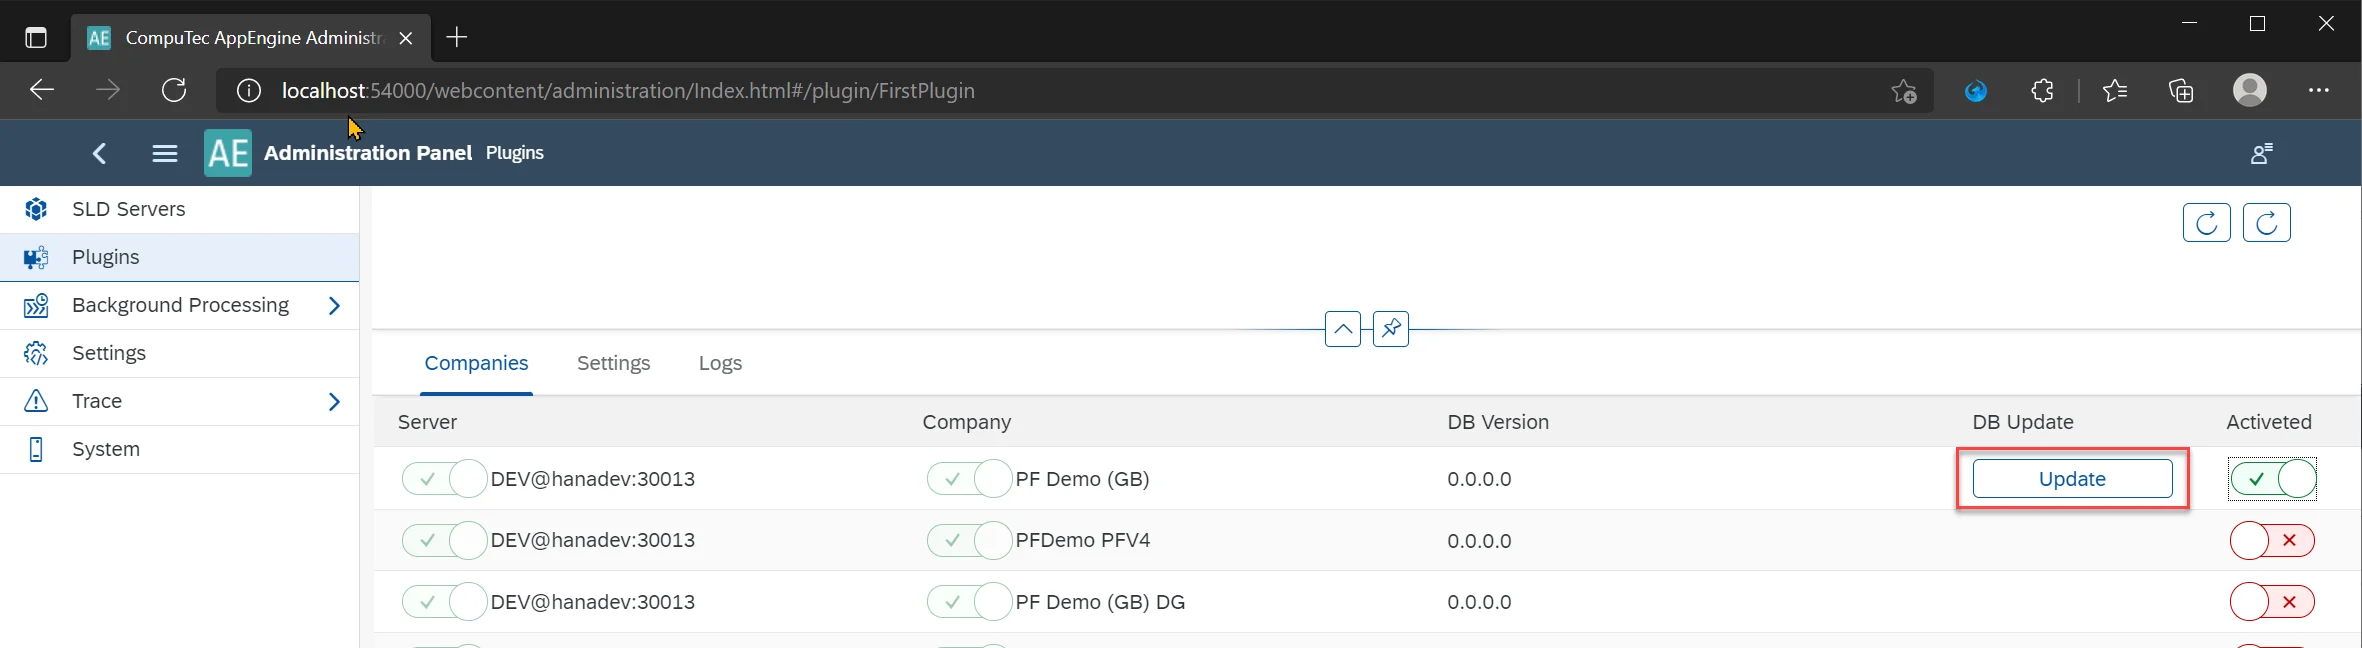 AE CompuTec AppEngine Administr
localhost:54000/webcontent/administration/Index.html#/plugin/FirstPlugin
AE Administration Panel Plugins
SLD Servers
Plugins
Background Processing
Settings
Trace
System
Companies Settings Logs
Server Company DB Version DB Update Activeted
DEV@hanadev:30013 PF Demo (GB) 0.0.0.0 Update
DEV@hanadev:30013 PFDemo PFV4 0.0.0.0
DEV@hanadev:30013 PF Demo (GB) DG 0.0.0.0